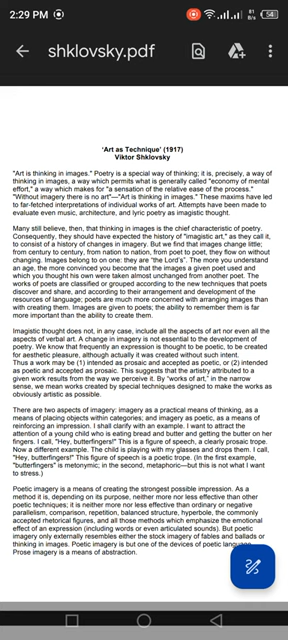 2:29 PM
81
B/s
54
shklovsky.pdf
'Art as Technique' (1917)
Viktor Shklovsky
"Art is thinking in images." Poetry is a special way of thinking; it is, precisely, a way of
thinking in images, a way which permits what is generally called "economy of mental
effort," a way which makes for "a sensation of the relative ease of the process."
"Without imagery there is no art"—"Art is thinking in images." These maxims have led
to far-fetched interpretations of individual works of art. Attempts have been made to
evaluate even music, architecture, and lyric poetry as imagistic thought.
Many still believe, then, that thinking in images is the chief characteristic of poetry.
Consequently, they should have expected the history of "imagistic art," as they call it,
to consist of a history of changes in imagery. But we find that images change little;
from century to century, from nation to nation, from poet to poet, they flow on without
changing. Images belong to no one: they are "the Lord's". The more you understand
an age, the more convinced you become that the images a given poet used and
which you thought his own were taken almost unchanged from another poet. The
works of poets are classified or grouped according to the new techniques that poets
discover and share, and according to their arrangement and development of the
resources of language; poets are much more concerned with arranging images than
with creating them. Images are given to poets; the ability to remember them is far
more important than the ability to create them.
Imagistic thought does not, in any case, include all the aspects of art nor even all the
aspects of verbal art. A change in imagery is not essential to the development of
poetry. We know that frequently an expression is thought to be poetic, to be created
for aesthetic pleasure, although actually it was created without such intent.
Thus a work may be (1) intended as prosaic and accepted as poetic, or (2) intended
as poetic and accepted as prosaic. This suggests that the artistry attributed to a
given work results from the way we perceive it. By "works of art," in the narrow
sense, we mean works created by special techniques designed to make the works as
obviously artistic as possible.
There are two aspects of imagery: imagery as a practical means of thinking, as a
means of placing objects within categories; and imagery as poetic, as a means of
reinforcing an impression. I shall clarify with an example. I want to attract the
attention of a young child who is eating bread and butter and getting the butter on her
fingers. I call, "Hey, butterfingers!" This is a figure of speech, a clearly prosaic trope.
Now a different example. The child is playing with my glasses and drops them. I call,
"Hey, butterfingers!" This figure of speech is a poetic trope. (In the first example,
"butterfingers" is metonymic; in the second, metaphoric—but this is not what I want
to stress.)
Poetic imagery is a means of creating the strongest possible impression. As a
method it is, depending on its purpose, neither more nor less effective than other
poetic techniques; it is neither more nor less effective than ordinary or negative
parallelism, comparison, repetition, balanced structure, hyperbole, the commonly
accepted rhetorical figures, and all those methods which emphasize the emotional
effect of an expression (including words or even articulated sounds). But poetic
imagery only externally resembles either the stock imagery of fables and ballads or
thinking in images. Poetic imagery is but one of the devices of poetic language.
Prose imagery is a means of abstraction.